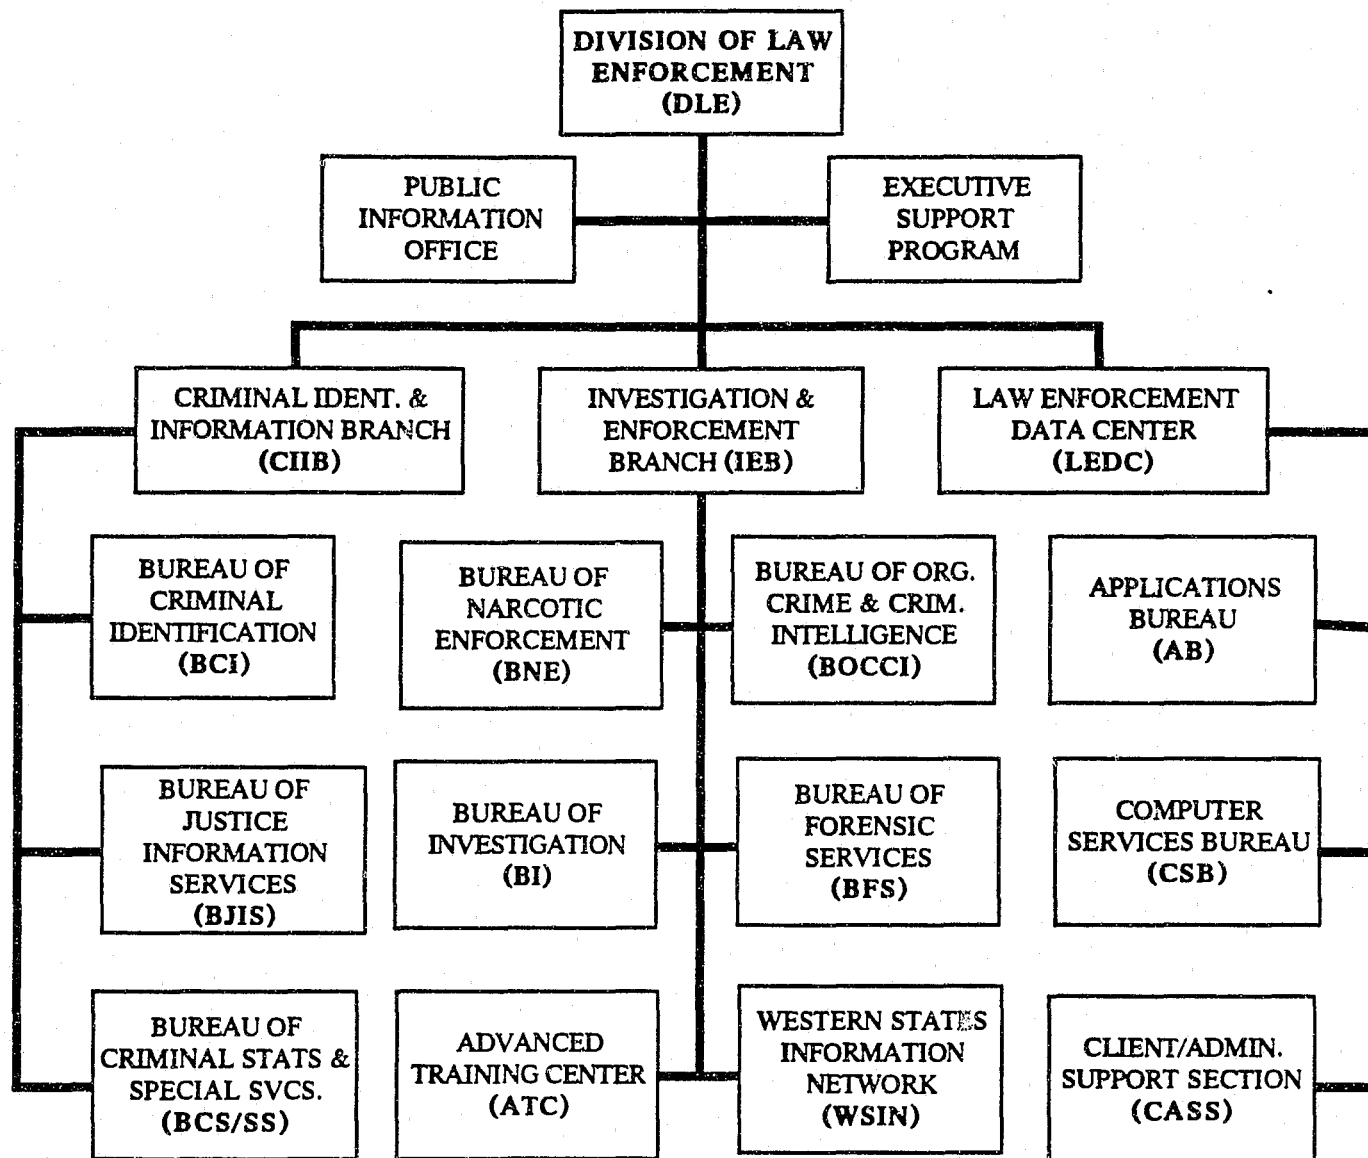 DIVISION OF LAW
ENFORCEMENT
(DLE)
PUBLIC
INFORMATION
OFFICE
EXECUTIVE
SUPPORT
PROGRAM
CRIMINAL IDENT. &
INFORMATION BRANCH
(CIIB)
INVESTIGATION &
ENFORCEMENT
BRANCH (IEB)
LAW ENFORCEMENT
DATA CENTER
(LEDC)
BUREAU OF
CRIMINAL
IDENTIFICATION
(BCI)
BUREAU OF
NARCOTIC
ENFORCEMENT
(BNE)
BUREAU OF ORG.
CRIME & CRIM.
INTELLIGENCE
(BOCCI)
APPLICATIONS
BUREAU
(AB)
BUREAU OF
JUSTICE
INFORMATION
SERVICES
(BJIS)
BUREAU OF
INVESTIGATION
(BI)
BUREAU OF
FORENSIC
SERVICES
(BFS)
COMPUTER
SERVICES BUREAU
(CSB)
BUREAU OF
CRIMINAL STATS &
SPECIAL SVCS.
(BCS/SS)
ADVANCED
TRAINING CENTER
(ATC)
WESTERN STATES
INFORMATION
NETWORK
(WSIN)
CLIENT/ADMIN.
SUPPORT SECTION
(CASS)